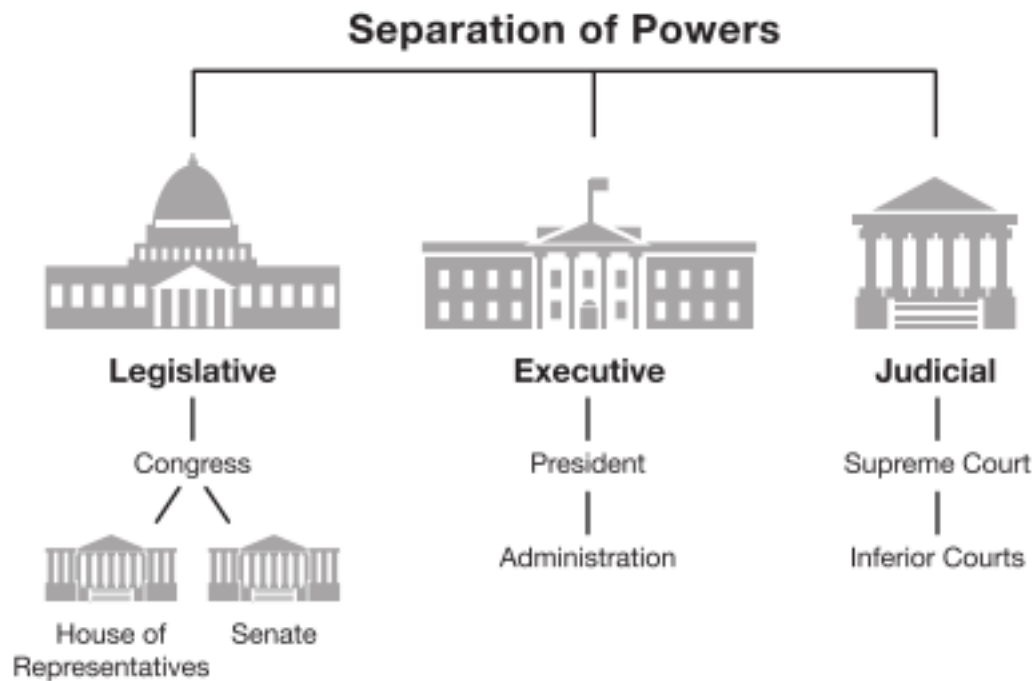 Separation of Powers
Legislative
Executive
Judicial
Congress
President
Supreme Court
Administration
Inferior Courts
House of
Representatives
Senate